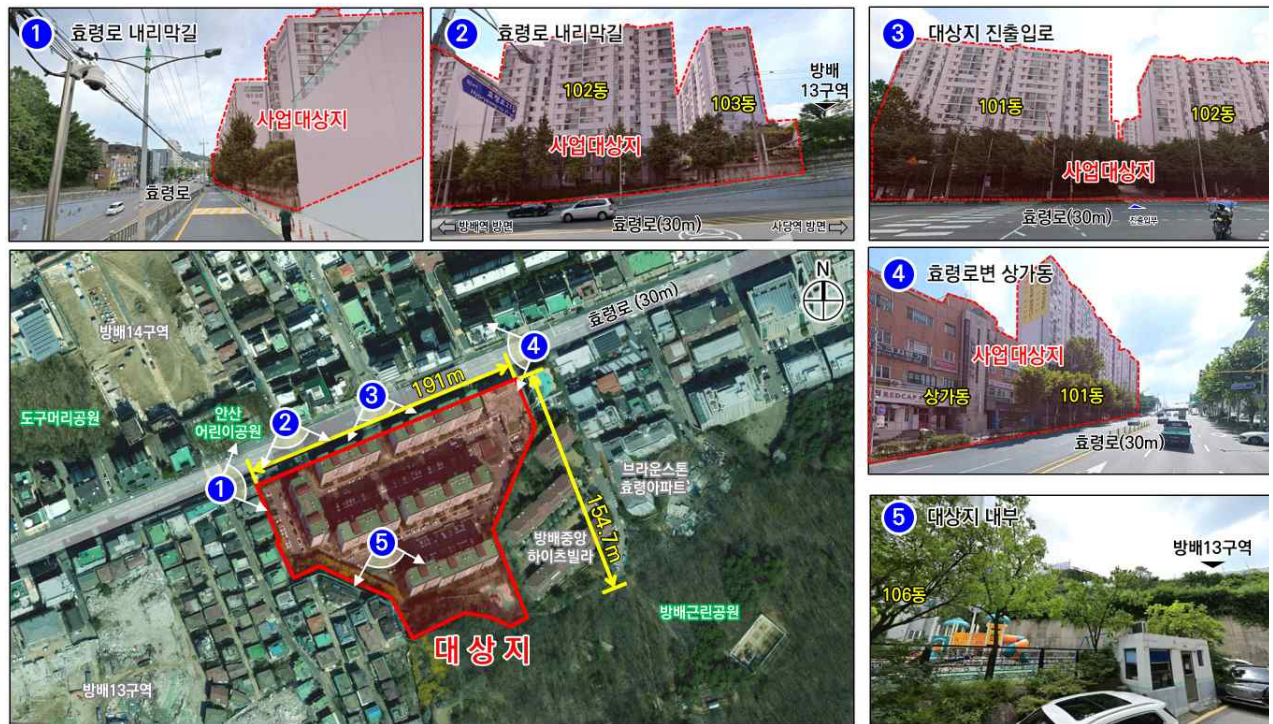 1 효령로 내리막길
사업대상지
효령로
2 효령로 내리막길
102동
103동
방배
13구역
사업대상지
방배역 방면
효령로(30m)
사당역 방면
3 대상지 진출입로
101동
102동
사업대상지
효령로(30m)
진출입부
방배14구역
도구머리공원
안산
어린이공원
효령로 (30m)
N
4
191m
3
2
1
5
154.7m
브라운스톤
효령아파트
방배중앙
하이츠빌라
방배근린공원
대상지
방배13구역
4 효령로변 상가동
사업대상지
상가동
101동
REDCAP
효령로(30m)
5 대상지 내부
방배13구역
106동